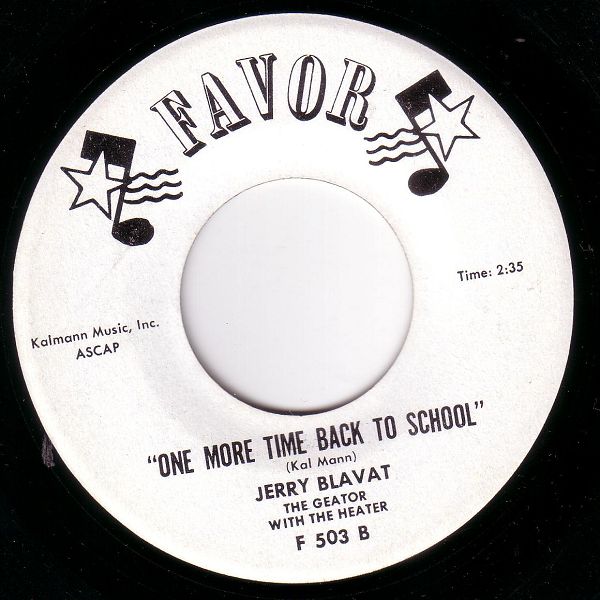 FAVOR
Time: 2:35
Kalmann Music, Inc.
ASCAP
"ONE MORE TIME BACK TO SCHOOL"
(Kal Mann)
JERRY BLAVAT
THE GEATOR
WITH THE HEATER
F 503 B